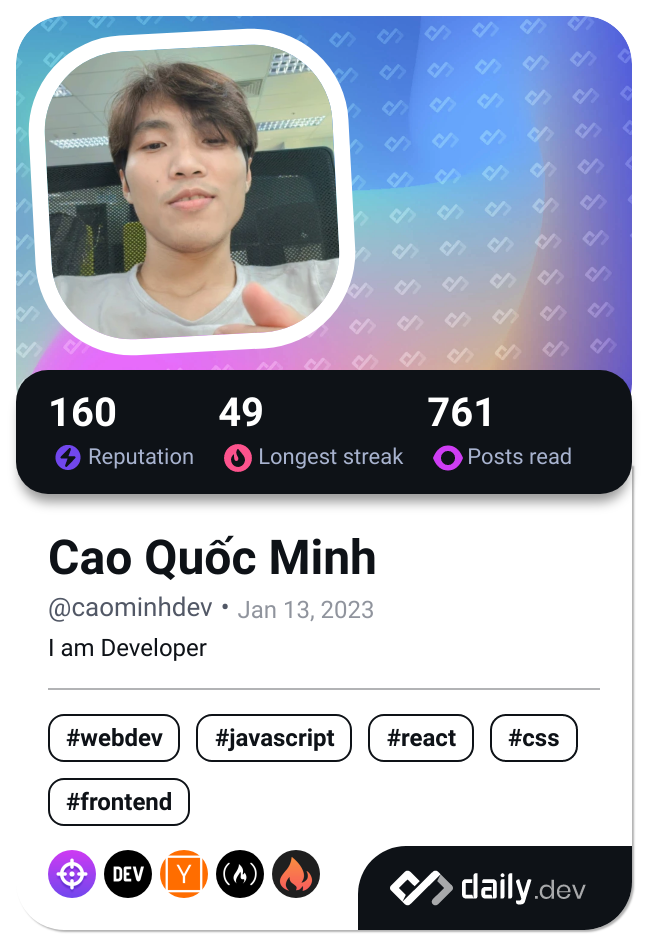 160 49 761
Reputation Longest streak Posts read
Cao Quốc Minh
@caominhdev • Jan 13, 2023
I am Developer
#webdev #javascript #react #css
#frontend
DEV Y
daily.dev